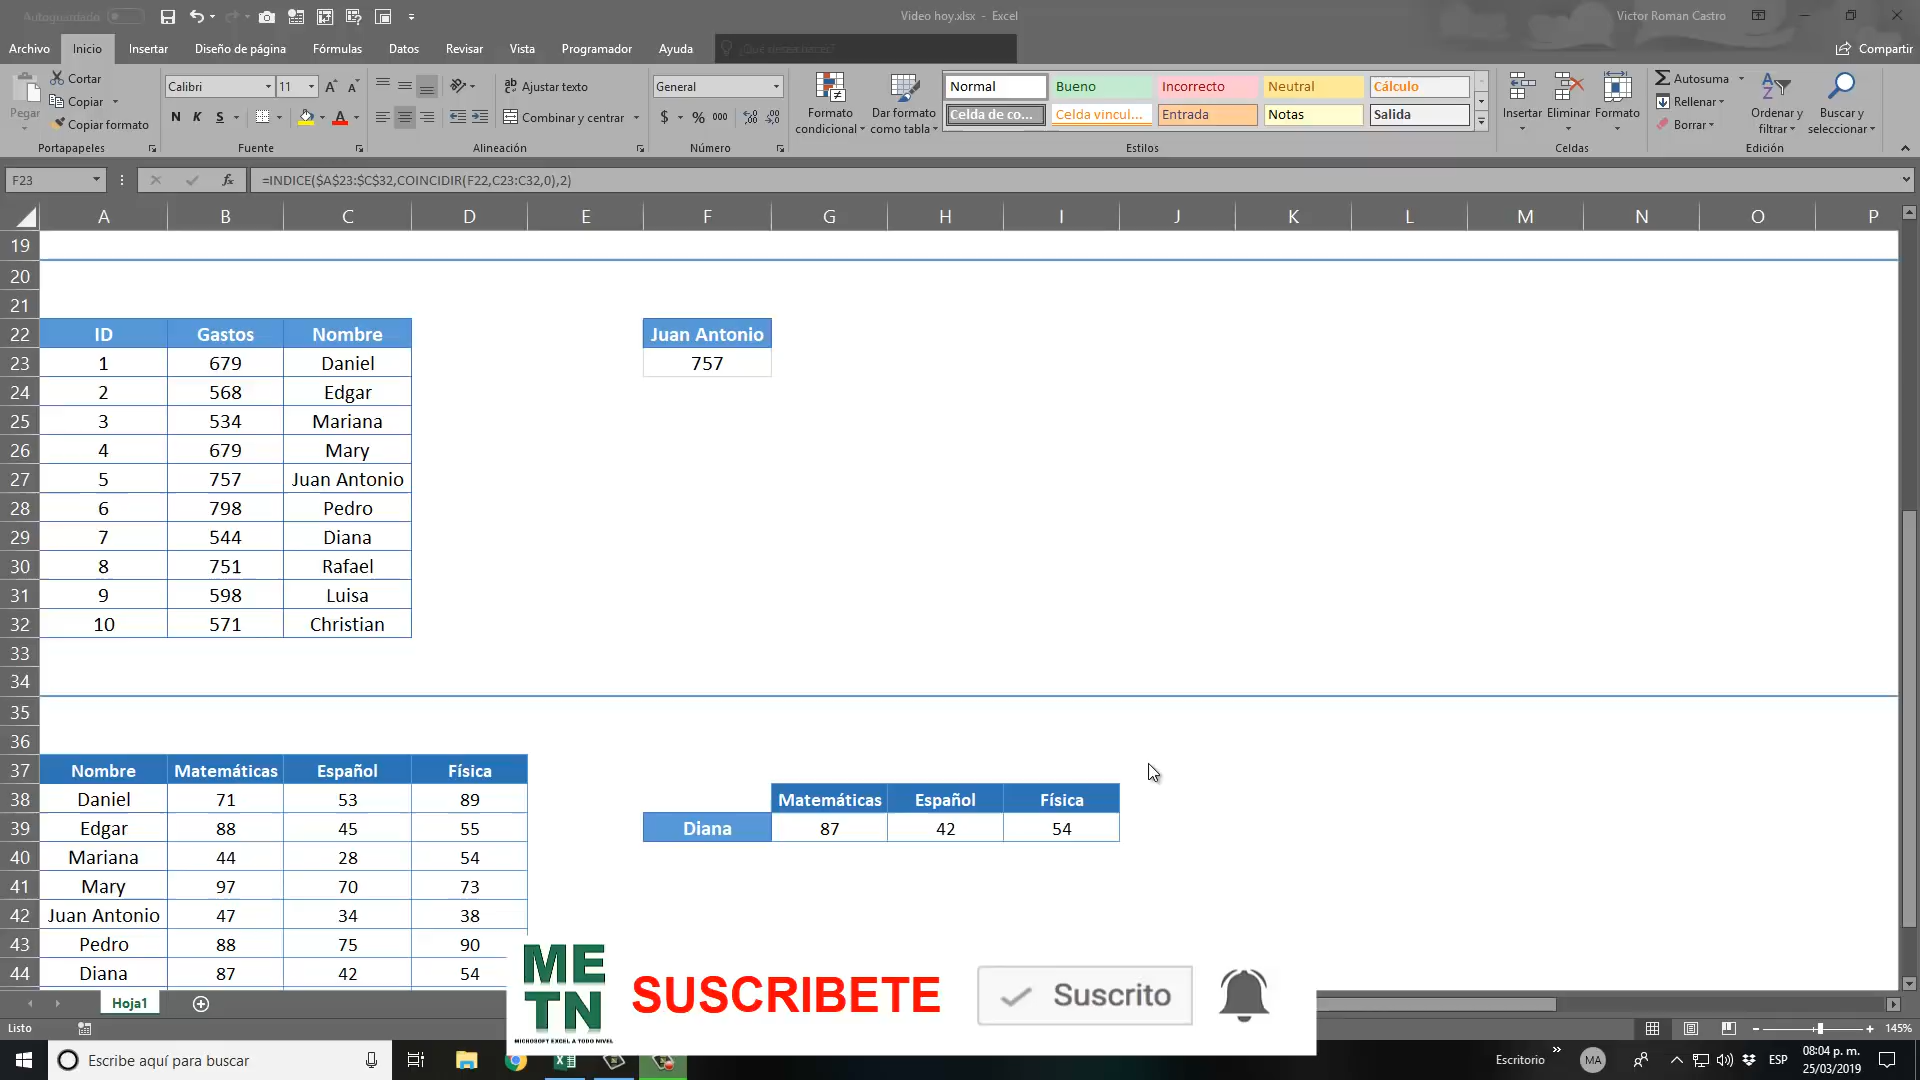 Autoguardado
Video hoy.xlsx - Excel
Victor Roman Castro
Archivo Inicio Insertar Diseño de página Fórmulas Datos Revisar Vista Programador Ayuda ¿Qué desea hacer? Compartir
Pegar
Cortar
Copiar
Copiar formato
Portapapeles
Calibri 11
N K S
Fuente
Ajustar texto
Combinar y centrar
Alineación
General
$ % 000
Número
Formato condicional
Dar formato como tabla
Normal Bueno Incorrecto Neutral Cálculo
Celda de co... Celda vincul... Entrada Notas Salida
Estilos
Insertar Eliminar Formato
Celdas
Autosuma
Rellenar
Borrar
Ordenar y filtrar
Buscar y seleccionar
Edición
F23 fx =INDICE($A$23:$C$32,COINCIDIR(F22,C23:C32,0),2)
A B C D E F G H I J K L M N O P
19
20
21
22 ID Gastos Nombre Juan Antonio
23 1 679 Daniel 757
24 2 568 Edgar
25 3 534 Mariana
26 4 679 Mary
27 5 757 Juan Antonio
28 6 798 Pedro
29 7 544 Diana
30 8 751 Rafael
31 9 598 Luisa
32 10 571 Christian
33
34
35
36
37 Nombre Matemáticas Español Física
38 Daniel 71 53 89 Matemáticas Español Física
39 Edgar 88 45 55 Diana 87 42 54
40 Mariana 44 28 54
41 Mary 97 70 73
42 Juan Antonio 47 34 38
43 Pedro 88 75 90
44 Diana 87 42 54
ME
TN
MICROSOFT EXCEL A TODO NIVEL
SUSCRIBETE
Suscrito
Hoja1
Listo
145%
Escribe aquí para buscar
Escritorio
MA
ESP
08:04 p. m.
25/03/2019